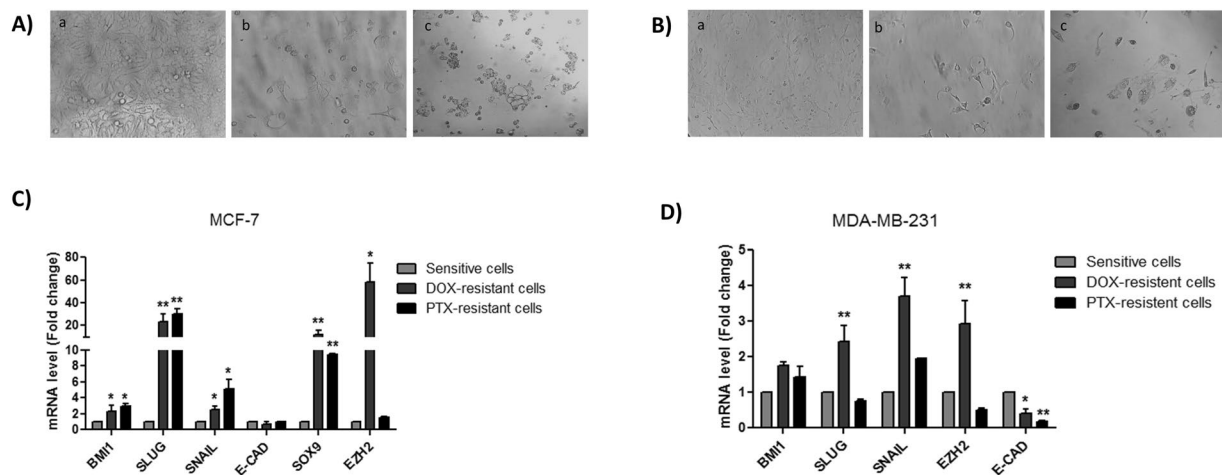 A)
a
b
c
B)
a
b
c
C)
MCF-7
mRNA level (Fold change)
100
80
60
40
20
10
8
6
4
2
0
* *
** **
* *
**
**
*
BMI1
SLUG
SNAIL
E-CAD
SOX9
EZH2
Sensitive cells
DOX-resistant cells
PTX-resistant cells
D)
MDA-MB-231
mRNA level (Fold change)
5
4
3
2
1
0
**
**
**
*
**
BMI1
SLUG
SNAIL
EZH2
E-CAD
Sensitive cells
DOX-resistent cells
PTX-resistent cells